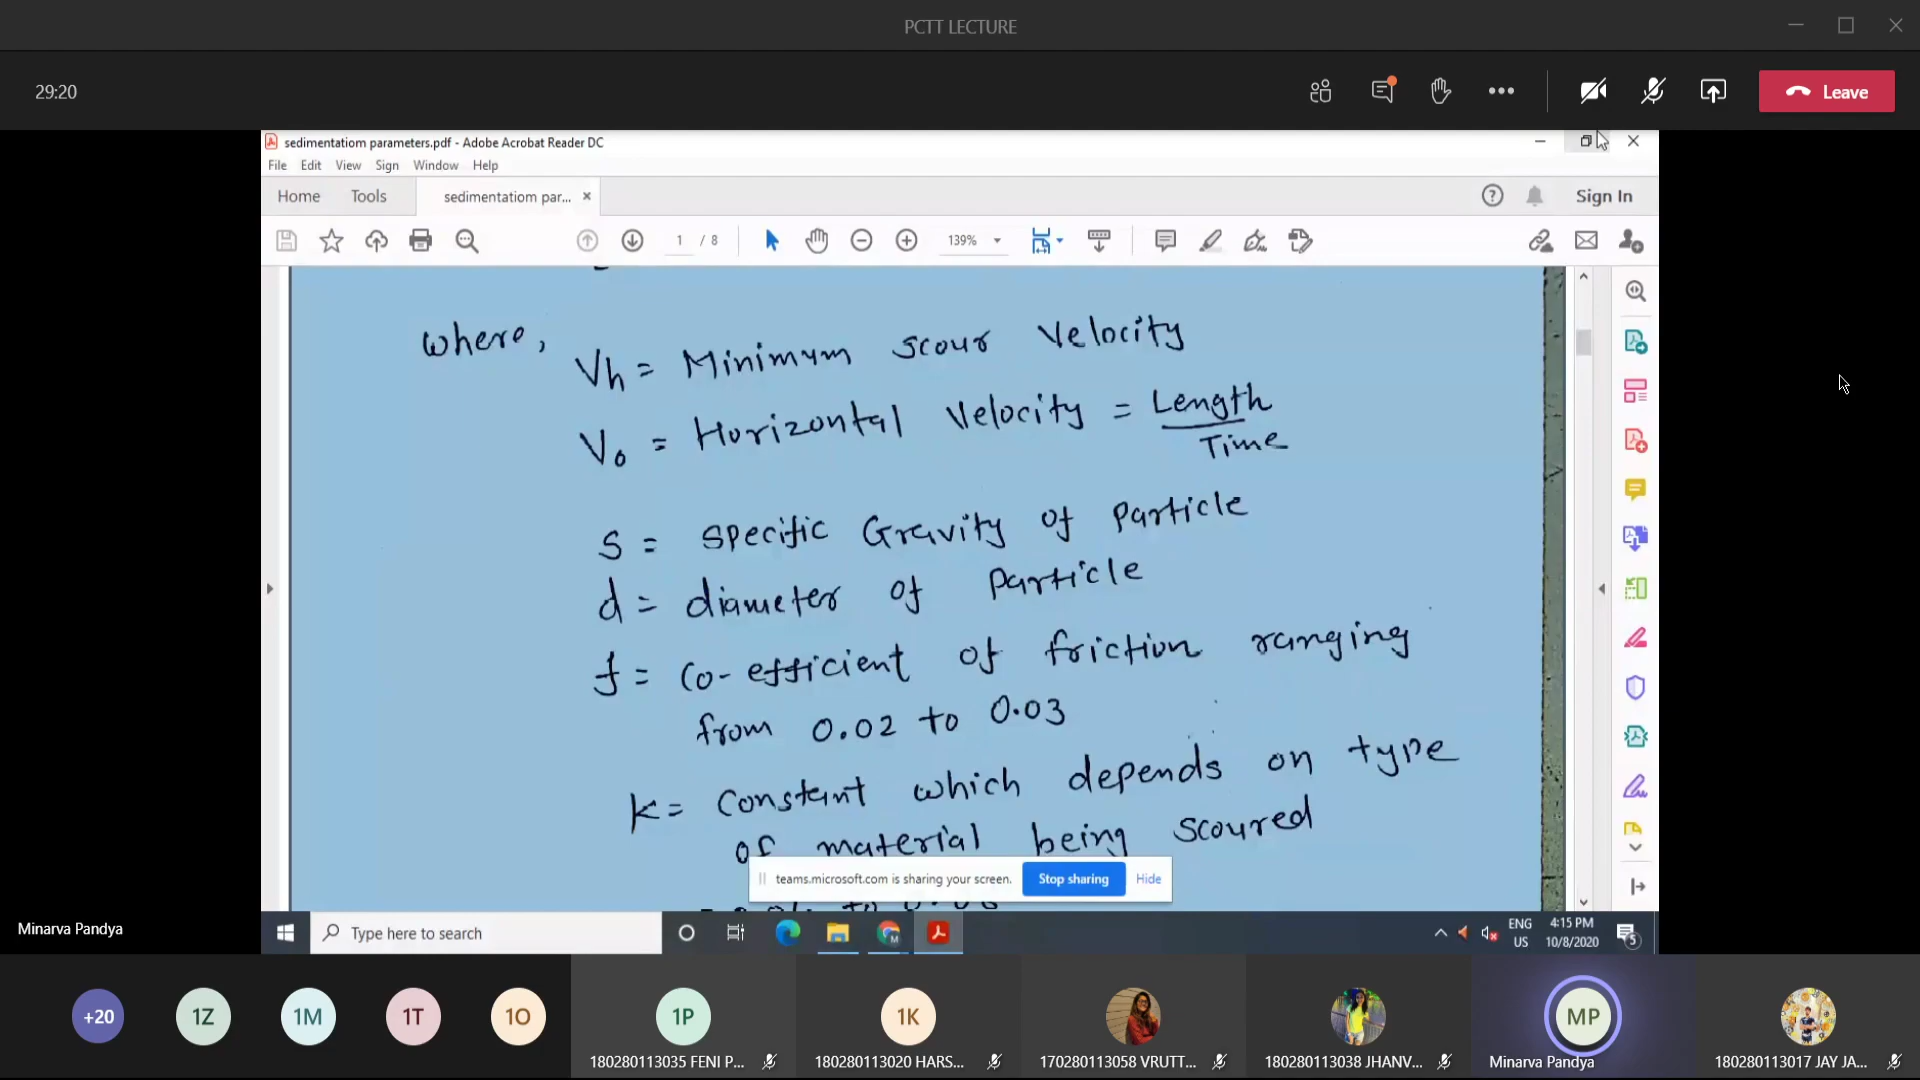 PCTT LECTURE
29:20
Leave
sedimentatiom parameters.pdf - Adobe Acrobat Reader DC
File Edit View Sign Window Help
Home Tools sedimentatiom par... ×
Sign In
1 / 8 139%
where,
Vh = Minimum scour Velocity
Vo = Horizontal Velocity = Length
Time
S = Specific Gravity of Particle
d = diameter of Particle
f = Co-efficient of friction ranging
from 0.02 to 0.03
K = Constant which depends on type
of material being scoured
teams.microsoft.com is sharing your screen. Stop sharing Hide
Minarva Pandya
Type here to search
ENG
US
4:15 PM
10/8/2020
5
+20 1Z 1M 1T 1O 1P 1K MP
180280113035 FENI P... 180280113020 HARS... 170280113058 VRUTT... 180280113038 JHANV... Minarva Pandya 180280113017 JAY JA...